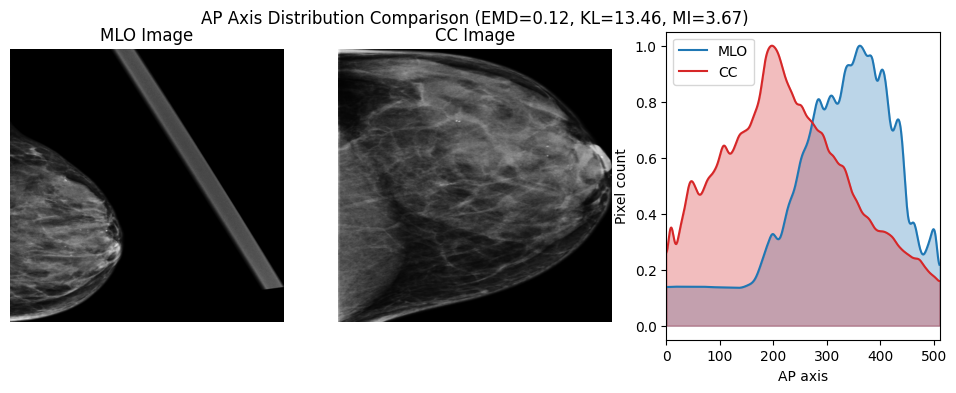 AP Axis Distribution Comparison (EMD=0.12, KL=13.46, MI=3.67)
MLO Image
CC Image
MLO
CC
Pixel count
1.0
0.8
0.6
0.4
0.2
0.0
0 100 200 300 400 500
AP axis